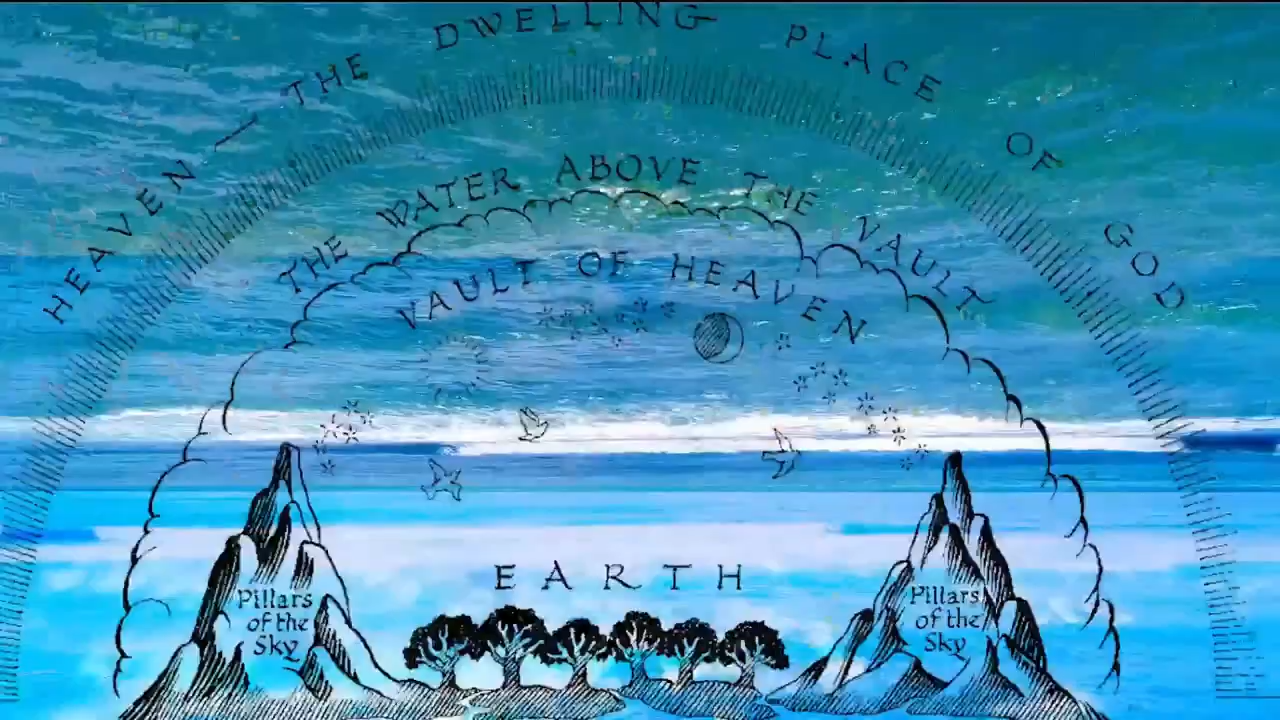 HEAVEN — THE DWELLING PLACE OF GOD
THE WATER ABOVE THE VAULT
VAULT OF HEAVEN
EARTH
Pillars
of the
Sky
Pillars
of the
Sky